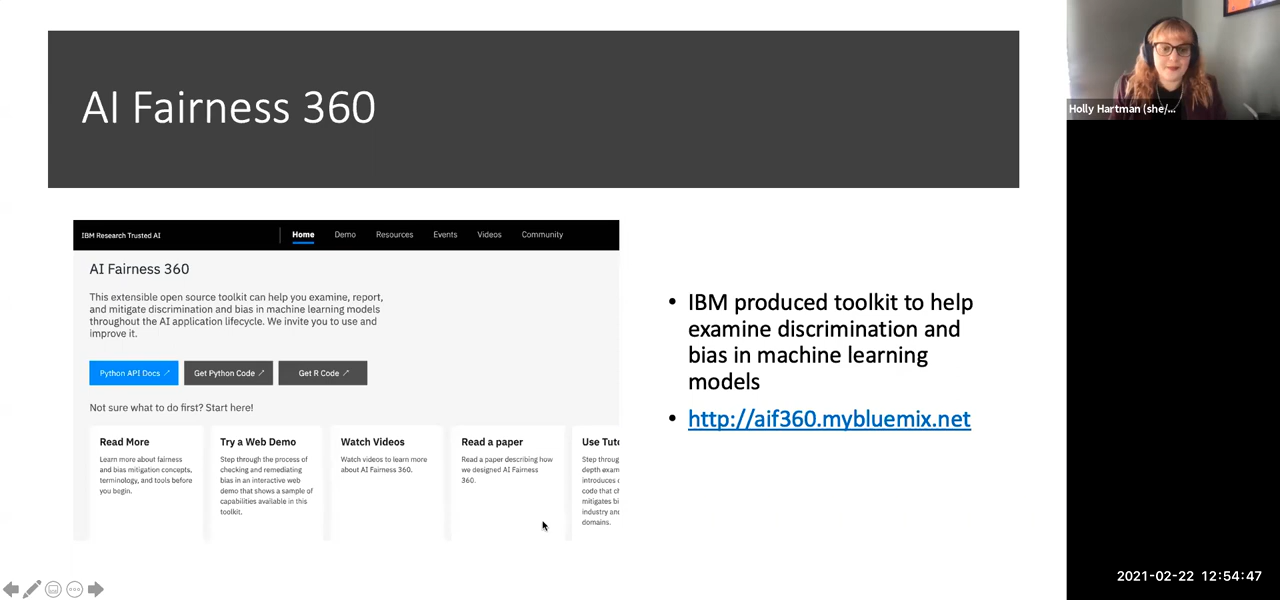 AI Fairness 360
IBM Research Trusted AI
Home Demo Resources Events Videos Community
AI Fairness 360
This extensible open source toolkit can help you examine, report,
and mitigate discrimination and bias in machine learning models
throughout the AI application lifecycle. We invite you to use and
improve it.
Python API Docs ↗ Get Python Code ↗ Get R Code ↗
Not sure what to do first? Start here!
Read More
Learn more about fairness
and bias mitigation concepts,
terminology, and tools before
you begin.
Try a Web Demo
Step through the process of
checking and remediating
bias in an interactive web
demo that shows a sample of
capabilities available in this
toolkit.
Watch Videos
Watch videos to learn more
about AI Fairness 360.
Read a paper
Read a paper describing how
we designed AI Fairness
360.
Use Tuto
Step throug
depth exam
introduces
code that ch
mitigates bi
industry and
domains.
• IBM produced toolkit to help
examine discrimination and
bias in machine learning
models
• http://aif360.mybluemix.net
Holly Hartman (she/...
2021-02-22 12:54:47